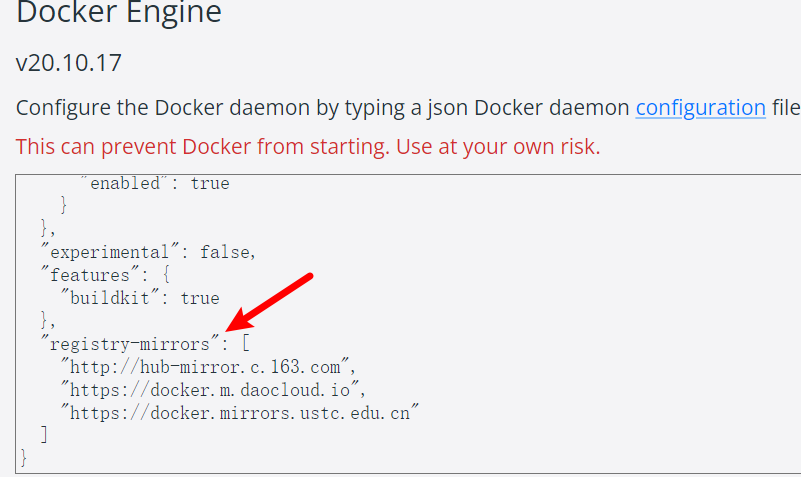 Docker Engine
v20.10.17
Configure the Docker daemon by typing a json Docker daemon configuration file
This can prevent Docker from starting. Use at your own risk.
"enabled": true
}
},
"experimental": false,
"features": {
"buildkit": true
},
"registry-mirrors": [
"http://hub-mirror.c.163.com",
"https://docker.m.daocloud.io",
"https://docker.mirrors.ustc.edu.cn"
]
}